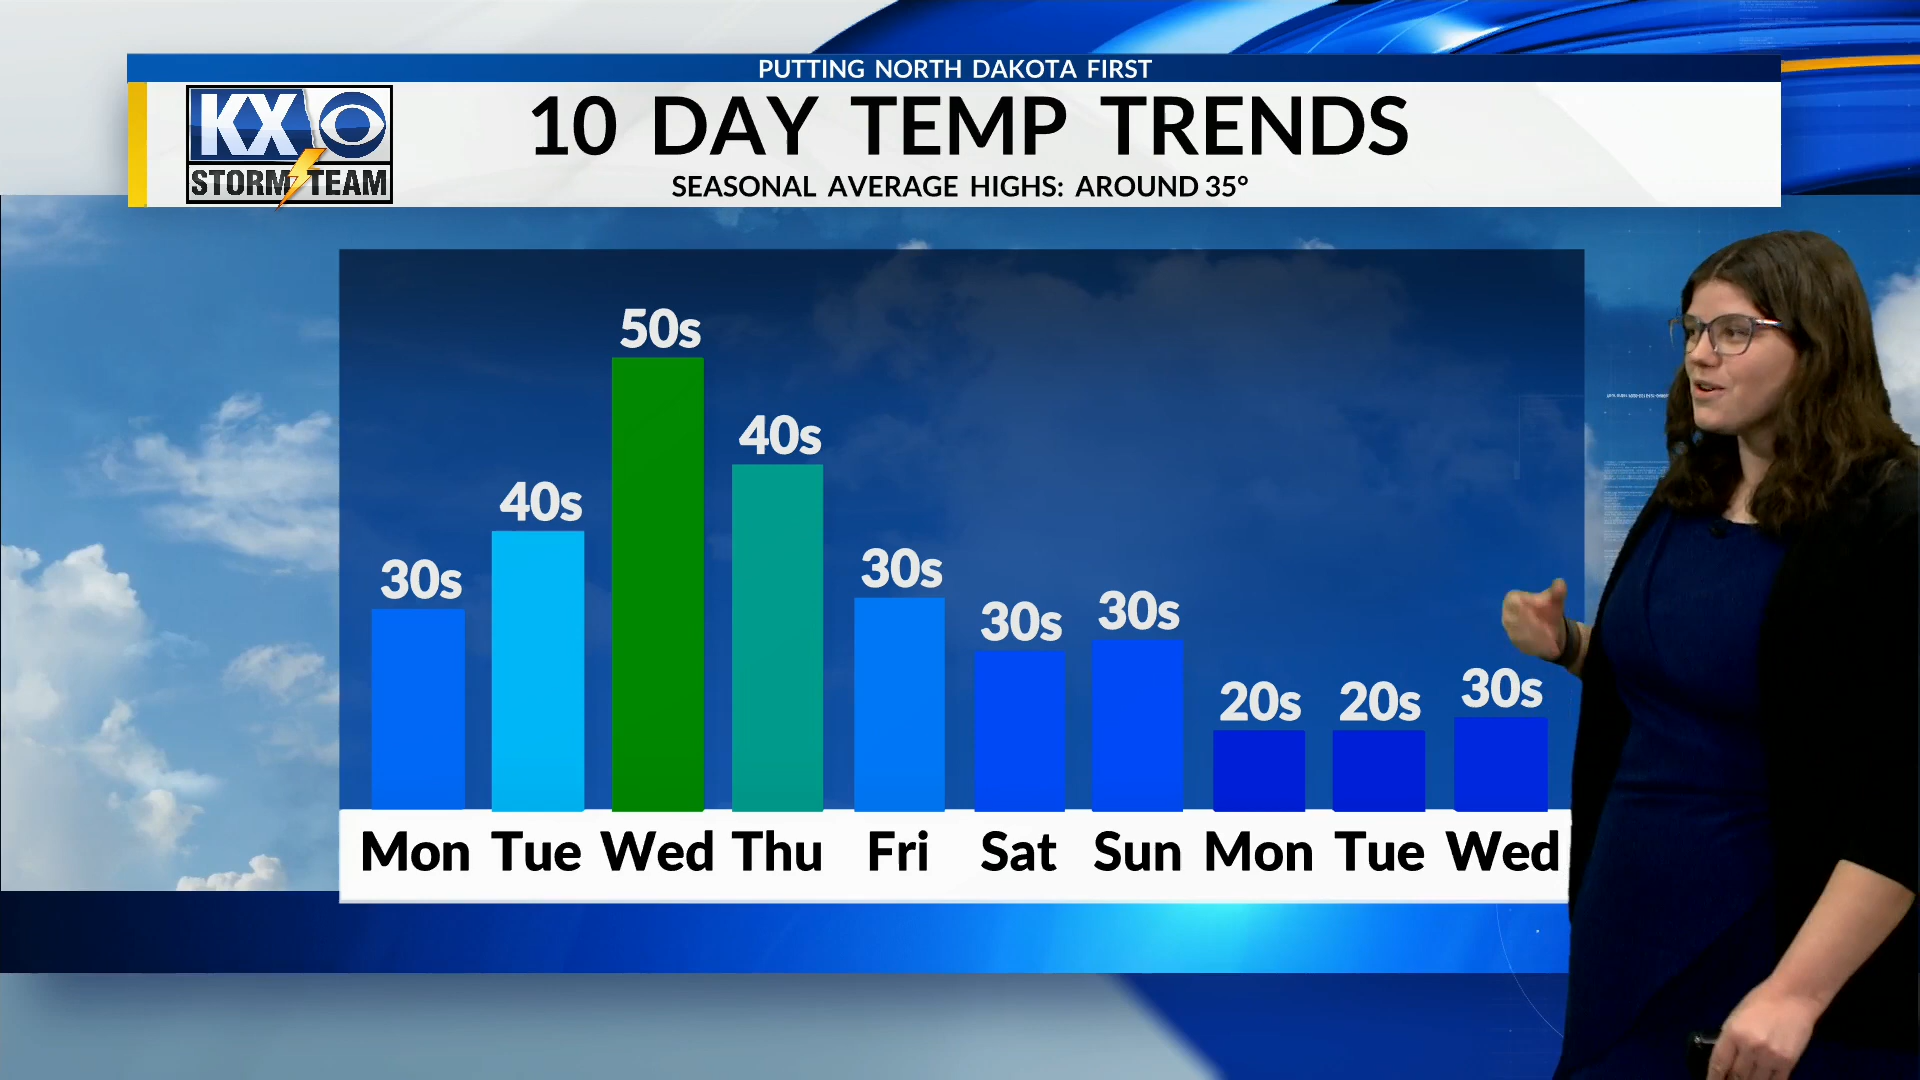 PUTTING NORTH DAKOTA FIRST
KX
STORM TEAM
10 DAY TEMP TRENDS
SEASONAL AVERAGE HIGHS: AROUND 35°
50s
40s
40s
30s
30s
30s
30s
20s
20s
30s
Mon Tue Wed Thu Fri Sat Sun Mon Tue Wed